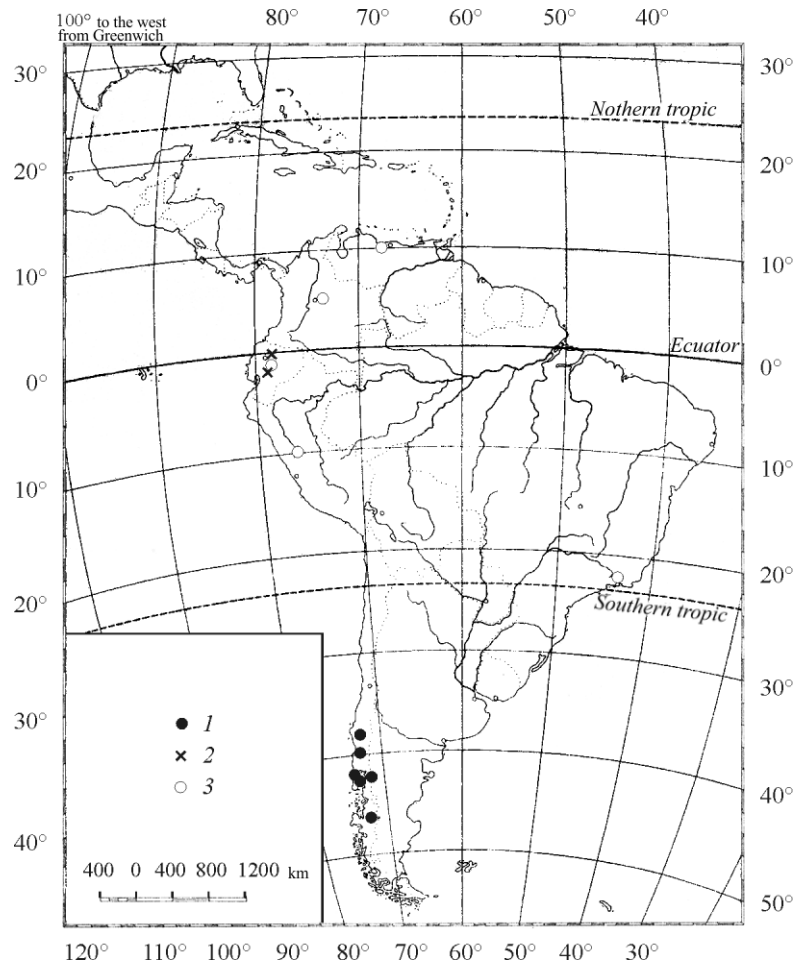 100° to the west
from Greenwich
80° 70° 60° 50° 40°
30° 30°
Nothern tropic
20° 20°
10° 10°
Ecuator
0° 0°
10° 10°
20° 20°
Southern tropic
30° 30°
1
2
3
40° 40°
400 0 400 800 1200 km
50°
120° 110° 100° 90° 80° 70° 60° 50° 40° 30°